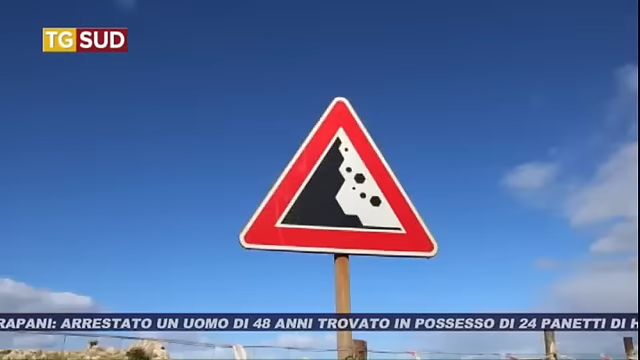 TG SUD
RAPANI: ARRESTATO UN UOMO DI 48 ANNI TROVATO IN POSSESSO DI 24 PANETTI DI H